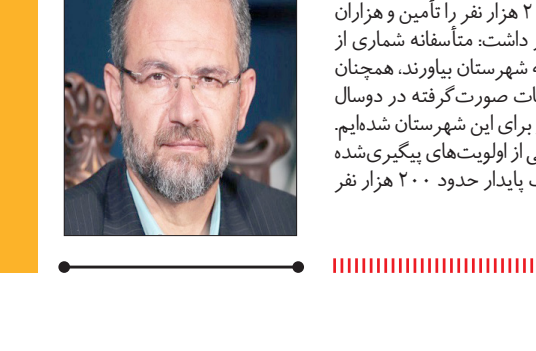 ۲ هزار نفر را تأمین و هزاران
داشت: متأسفانه شماری از
شهرستان بیاورند، همچنان
صورت‌گرفته در دوسال
برای این شهرستان شده‌ایم.
از اولویت‌های پیگیری‌شده
پایدار حدود ۲۰۰ هزار نفر